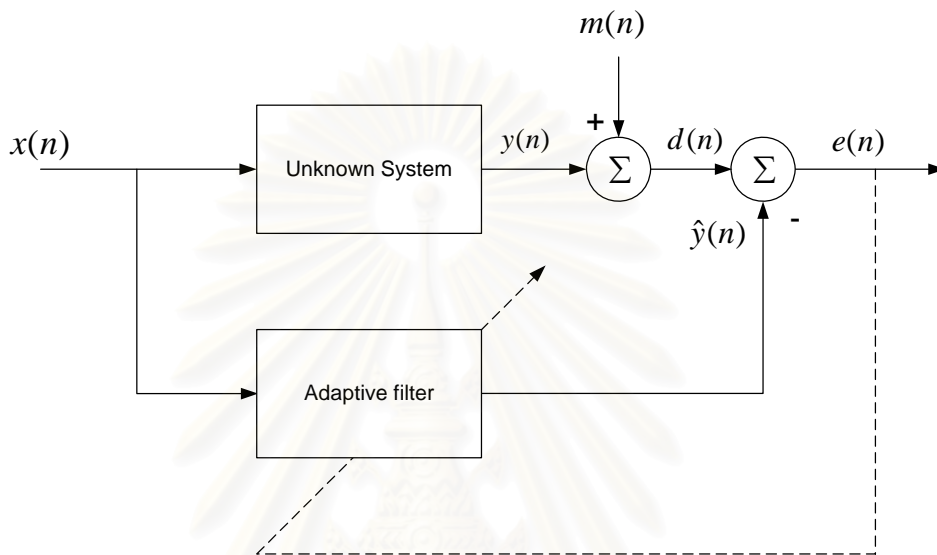 m(n)
+
x(n)
Unknown System
y(n)
Σ
d(n)
Σ
e(n)
ŷ(n)
-
Adaptive filter